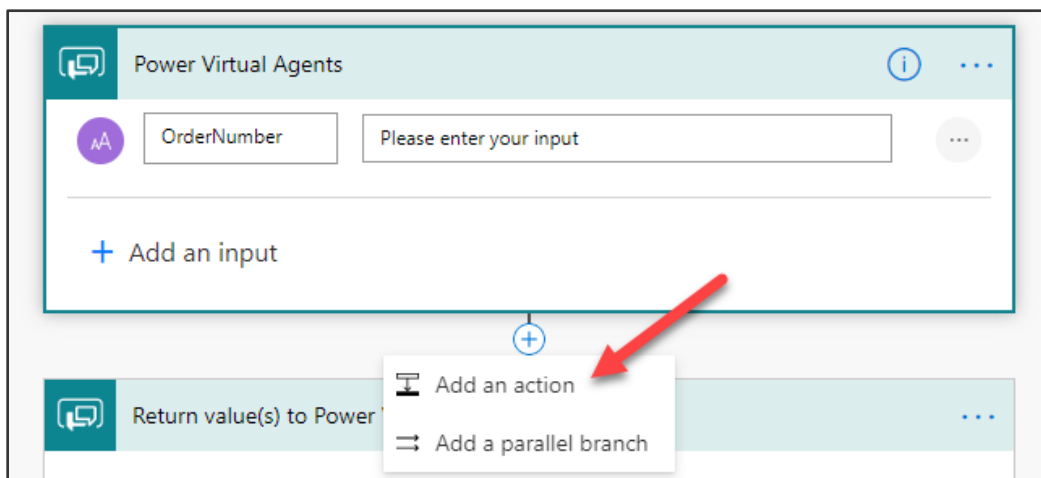 Power Virtual Agents
AA OrderNumber Please enter your input
Add an input
Add an action
Return value(s) to Power
Add a parallel branch